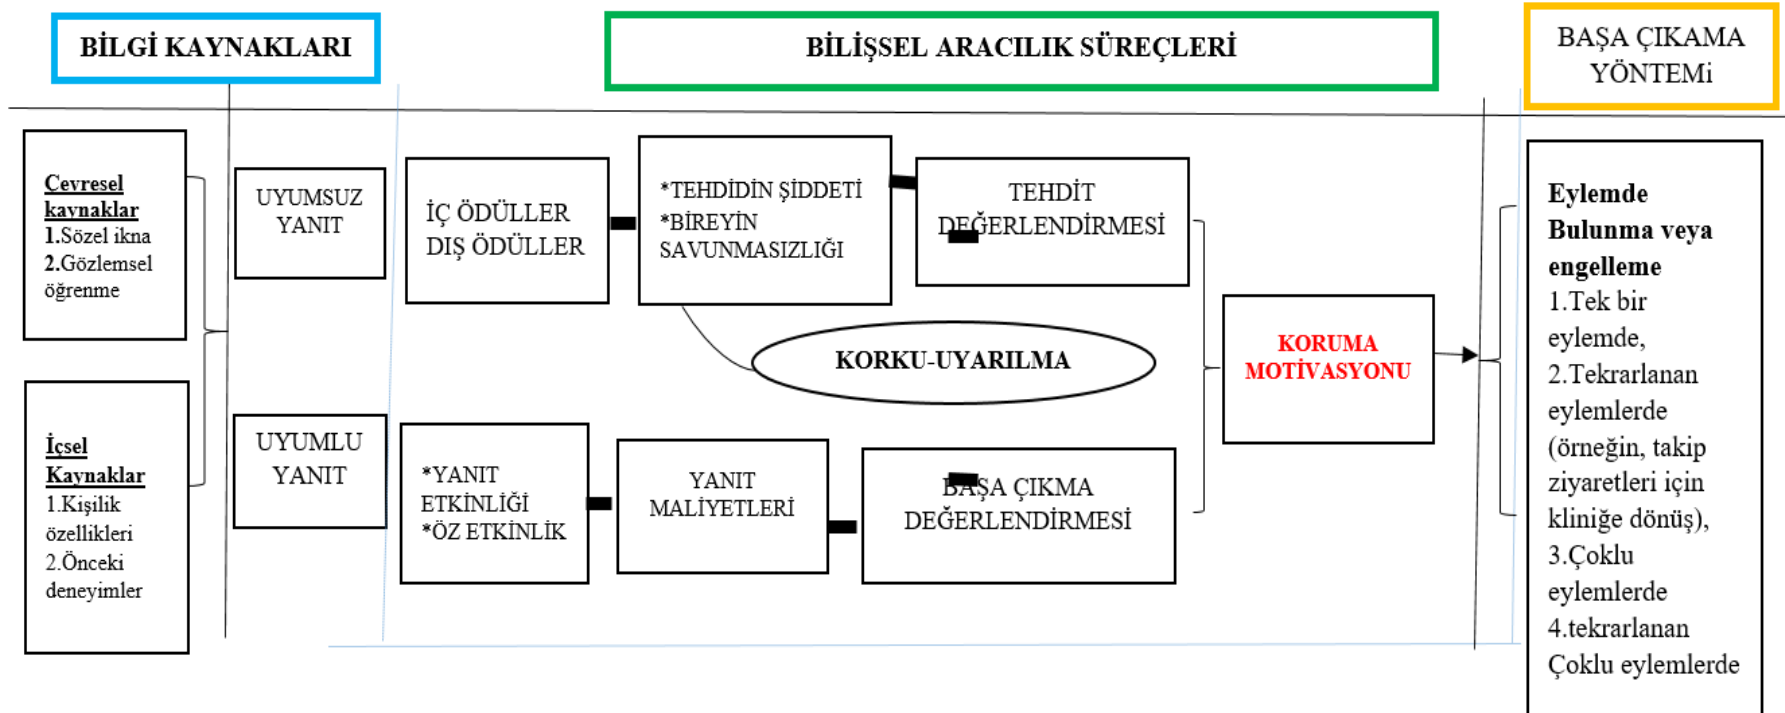 BİLGİ KAYNAKLARI
BİLİŞSEL ARACILIK SÜREÇLERİ
BAŞA ÇIKAMA
YÖNTEMi
Çevresel
kaynaklar
1.Sözel ikna
2.Gözlemsel
öğrenme
İçsel
Kaynaklar
1.Kişilik
özellikleri
2.Önceki
deneyimler
UYUMSUZ
YANIT
UYUMLU
YANIT
İÇ ÖDÜLLER
DIŞ ÖDÜLLER
*TEHDİDİN ŞİDDETİ
*BİREYİN
SAVUNMASIZLIĞI
TEHDİT
DEĞERLENDİRMESİ
KORKU-UYARILMA
*YANIT
ETKİNLİĞİ
*ÖZ ETKİNLİK
YANIT
MALİYETLERİ
BAŞA ÇIKMA
DEĞERLENDİRMESİ
KORUMA
MOTİVASYONU
Eylemde
Bulunma veya
engelleme
1.Tek bir
eylemde,
2.Tekrarlanan
eylemlerde
(örneğin, takip
ziyaretleri için
kliniğe dönüş),
3.Çoklu
eylemlerde
4.tekrarlanan
Çoklu eylemlerde